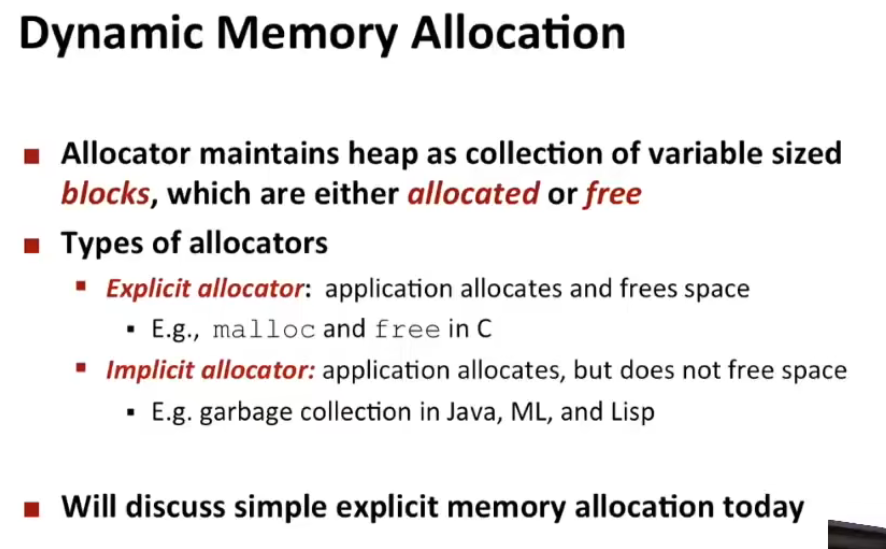 Dynamic Memory Allocation
Allocator maintains heap as collection of variable sized
blocks, which are either allocated or free
Types of allocators
Explicit allocator: application allocates and frees space
E.g., malloc and free in C
Implicit allocator: application allocates, but does not free space
E.g. garbage collection in Java, ML, and Lisp
Will discuss simple explicit memory allocation today